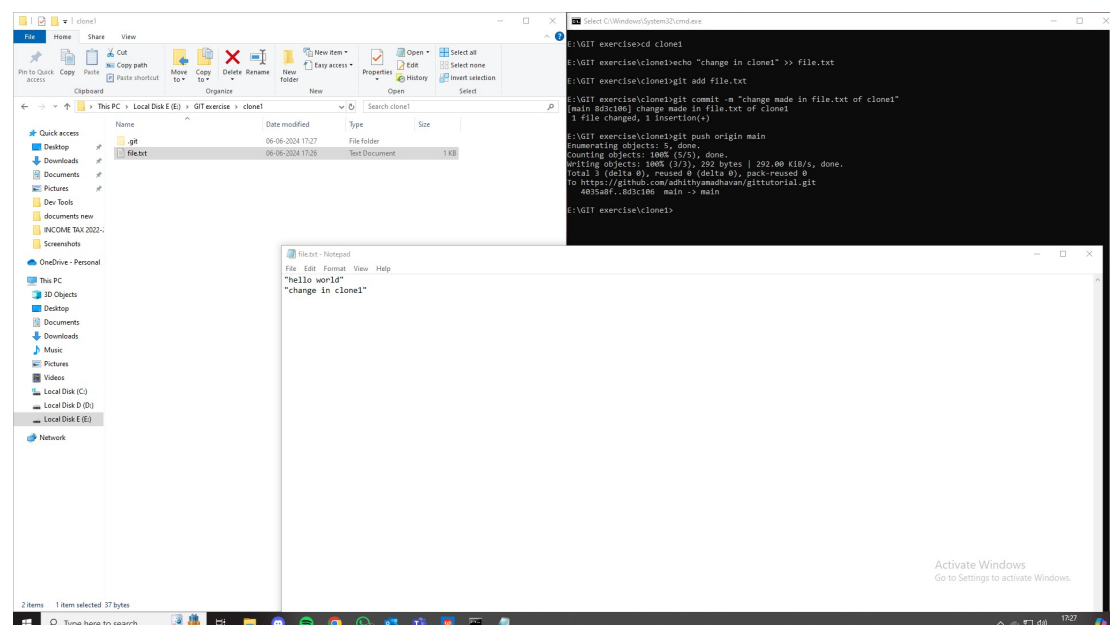 clone1
File Home Share View
Pin to Quick access
Copy
Paste
Cut
Copy path
Paste shortcut
Clipboard
Move to
Copy to
Delete
Rename
Organize
New folder
New item
Easy access
New
Properties
Open
Edit
History
Open
Select all
Select none
Invert selection
Select
This PC > Local Disk E (E:) > GIT exercise > clone1
Search clone1
Name Date modified Type Size
.git 06-06-2024 17:27 File folder
file.txt 06-06-2024 17:26 Text Document 1 KB
Quick access
Desktop
Downloads
Documents
Pictures
Dev Tools
documents new
INCOME TAX 2022-
Screenshots
OneDrive - Personal
This PC
3D Objects
Desktop
Documents
Downloads
Music
Pictures
Videos
Local Disk (C:)
Local Disk D (D:)
Local Disk E (E:)
Network
2 items 1 item selected 37 bytes
Select C:\Windows\System32\cmd.exe
E:\GIT exercise>cd clone1
E:\GIT exercise\clone1>echo "change in clone1" >> file.txt
E:\GIT exercise\clone1>git add file.txt
E:\GIT exercise\clone1>git commit -m "change made in file.txt of clone1"
[main 8d3c106] change made in file.txt of clone1
1 file changed, 1 insertion(+)
E:\GIT exercise\clone1>git push origin main
Enumerating objects: 5, done.
Counting objects: 100% (5/5), done.
Writing objects: 100% (3/3), 292 bytes | 292.00 KiB/s, done.
Total 3 (delta 0), reused 0 (delta 0), pack-reused 0
To https://github.com/adhithyamadhavan/gittutorial.git
4035a8f..8d3c106 main -> main
E:\GIT exercise\clone1>
file.txt - Notepad
File Edit Format View Help
"hello world"
"change in clone1"
Activate Windows
Go to Settings to activate Windows.
Type here to search
17:27